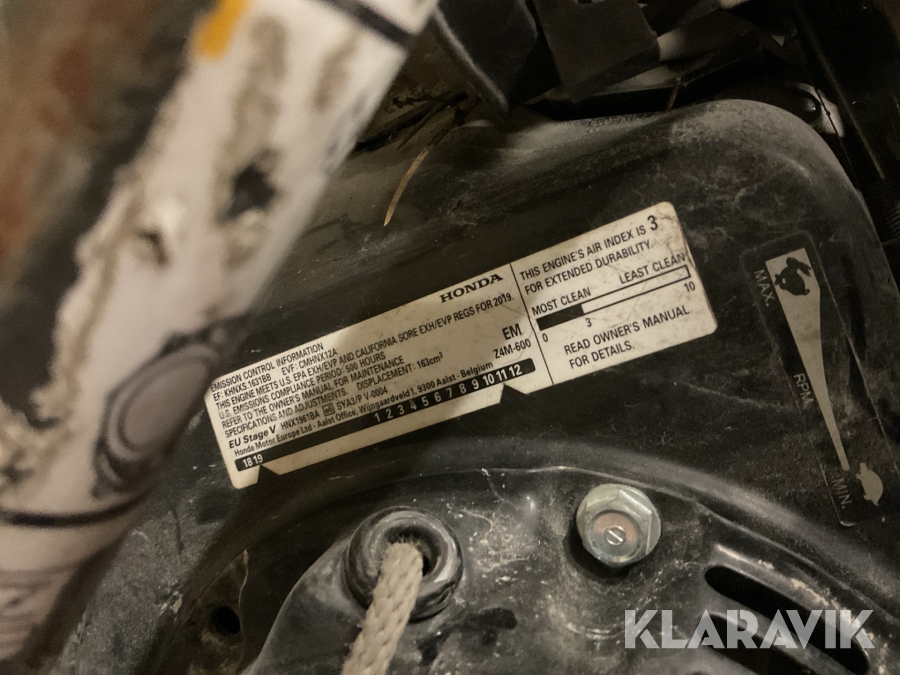 HONDA
EMISSION CONTROL INFORMATION
EF: KHNXS.1631BB EVF: CMHNX12A
THIS ENGINE MEETS U.S. EPA EXH/EVP AND CALIFORNIA SORE EXH/EVP REGS FOR 2019.
U.S. EMISSIONS COMPLIANCE PERIOD: 500 HOURS
REFER TO THE OWNER'S MANUAL FOR MAINTENANCE
SPECIFICATIONS AND ADJUSTMENTS. DISPLACEMENT: 163cm³
EM
Z4M-600
EU Stage V HNX1961BA SYA3/P V-0004
Honda Motor Europe Ltd - Aalst Office, Wijngaardveld 1, 9300 Aalst - Belgium
18 19 1 2 3 4 5 6 7 8 9 10 11 12
THIS ENGINE'S AIR INDEX IS 3
FOR EXTENDED DURABILITY.
MOST CLEAN LEAST CLEAN
0 3 10
READ OWNER'S MANUAL
FOR DETAILS.
MAX.
RPM
MIN.
KLARAVIK